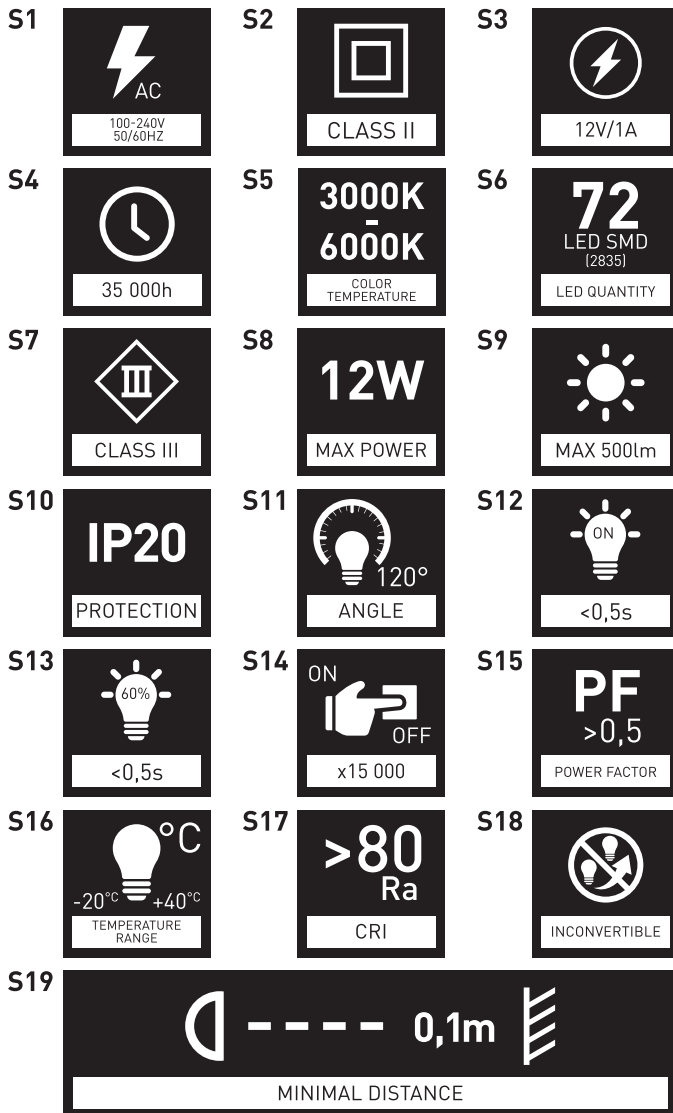 S1
AC
100-240V
50/60HZ
S2
CLASS II
S3
12V/1A
S4
35 000h
S5
3000K
-
6000K
COLOR
TEMPERATURE
S6
72
LED SMD
(2835)
LED QUANTITY
S7
III
CLASS III
S8
12W
MAX POWER
S9
MAX 500lm
S10
IP20
PROTECTION
S11
120°
ANGLE
S12
ON
<0,5s
S13
60%
<0,5s
S14
ON
OFF
x15 000
S15
PF
>0,5
POWER FACTOR
S16
°C
-20°C +40°C
TEMPERATURE
RANGE
S17
>80
Ra
CRI
S18
INCONVERTIBLE
S19
0,1m
MINIMAL DISTANCE